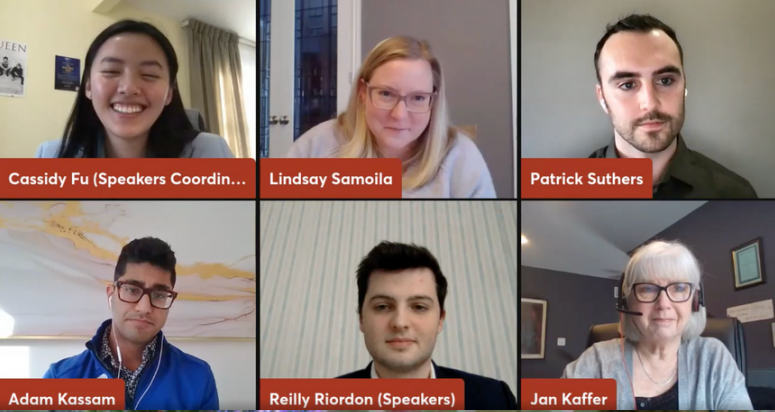 QUEEN
Cassidy Fu (Speakers Coordin...
Lindsay Samoila
Patrick Suthers
Adam Kassam
Reilly Riordon (Speakers)
Jan Kaffer